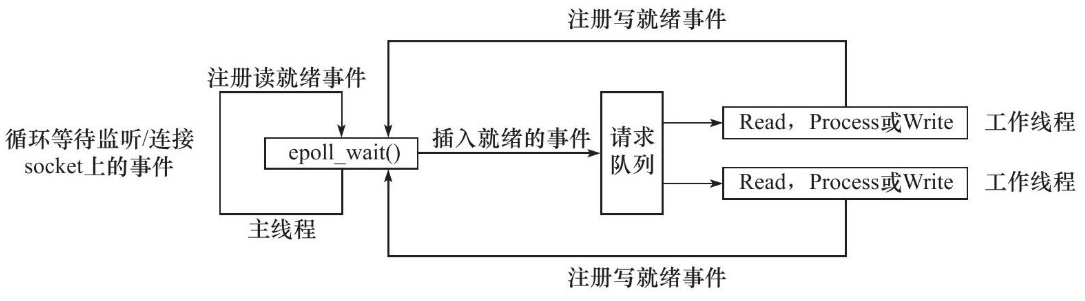 注册写就绪事件
注册读就绪事件
循环等待监听/连接
socket上的事件
epoll_wait()
插入就绪的事件
请求
队列
Read，Process或Write
工作线程
Read，Process或Write
工作线程
主线程
注册写就绪事件